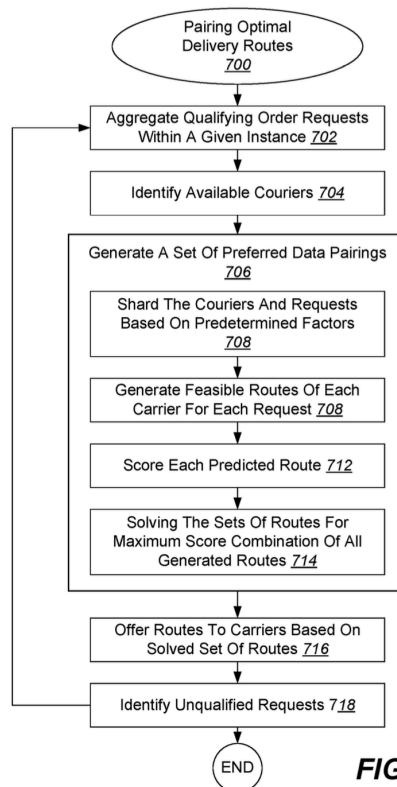 Pairing Optimal
Delivery Routes
700
Aggregate Qualifying Order Requests
Within A Given Instance 702
Identify Available Couriers 704
Generate A Set Of Preferred Data Pairings
706
Shard The Couriers And Requests
Based On Predetermined Factors
708
Generate Feasible Routes Of Each
Carrier For Each Request 708
Score Each Predicted Route 712
Solving The Sets Of Routes For
Maximum Score Combination Of All
Generated Routes 714
Offer Routes To Carriers Based On
Solved Set Of Routes 716
Identify Unqualified Requests 718
END
FIG